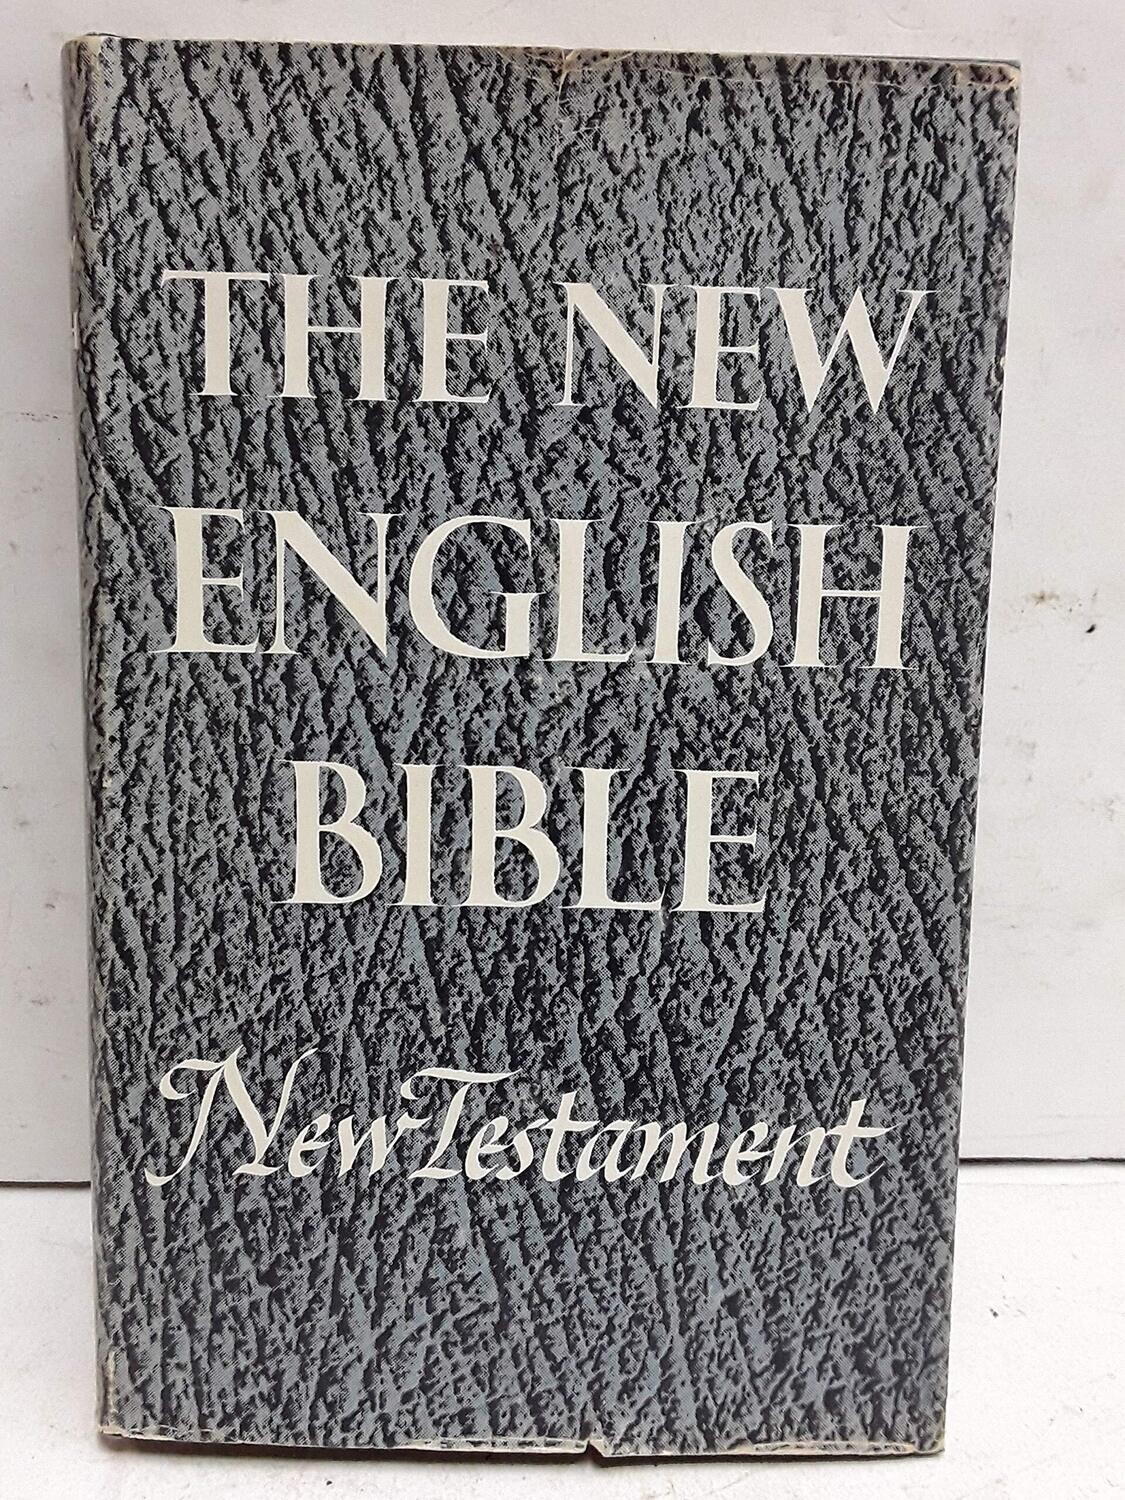 THE NEW
ENGLISH
BIBLE
New Testament